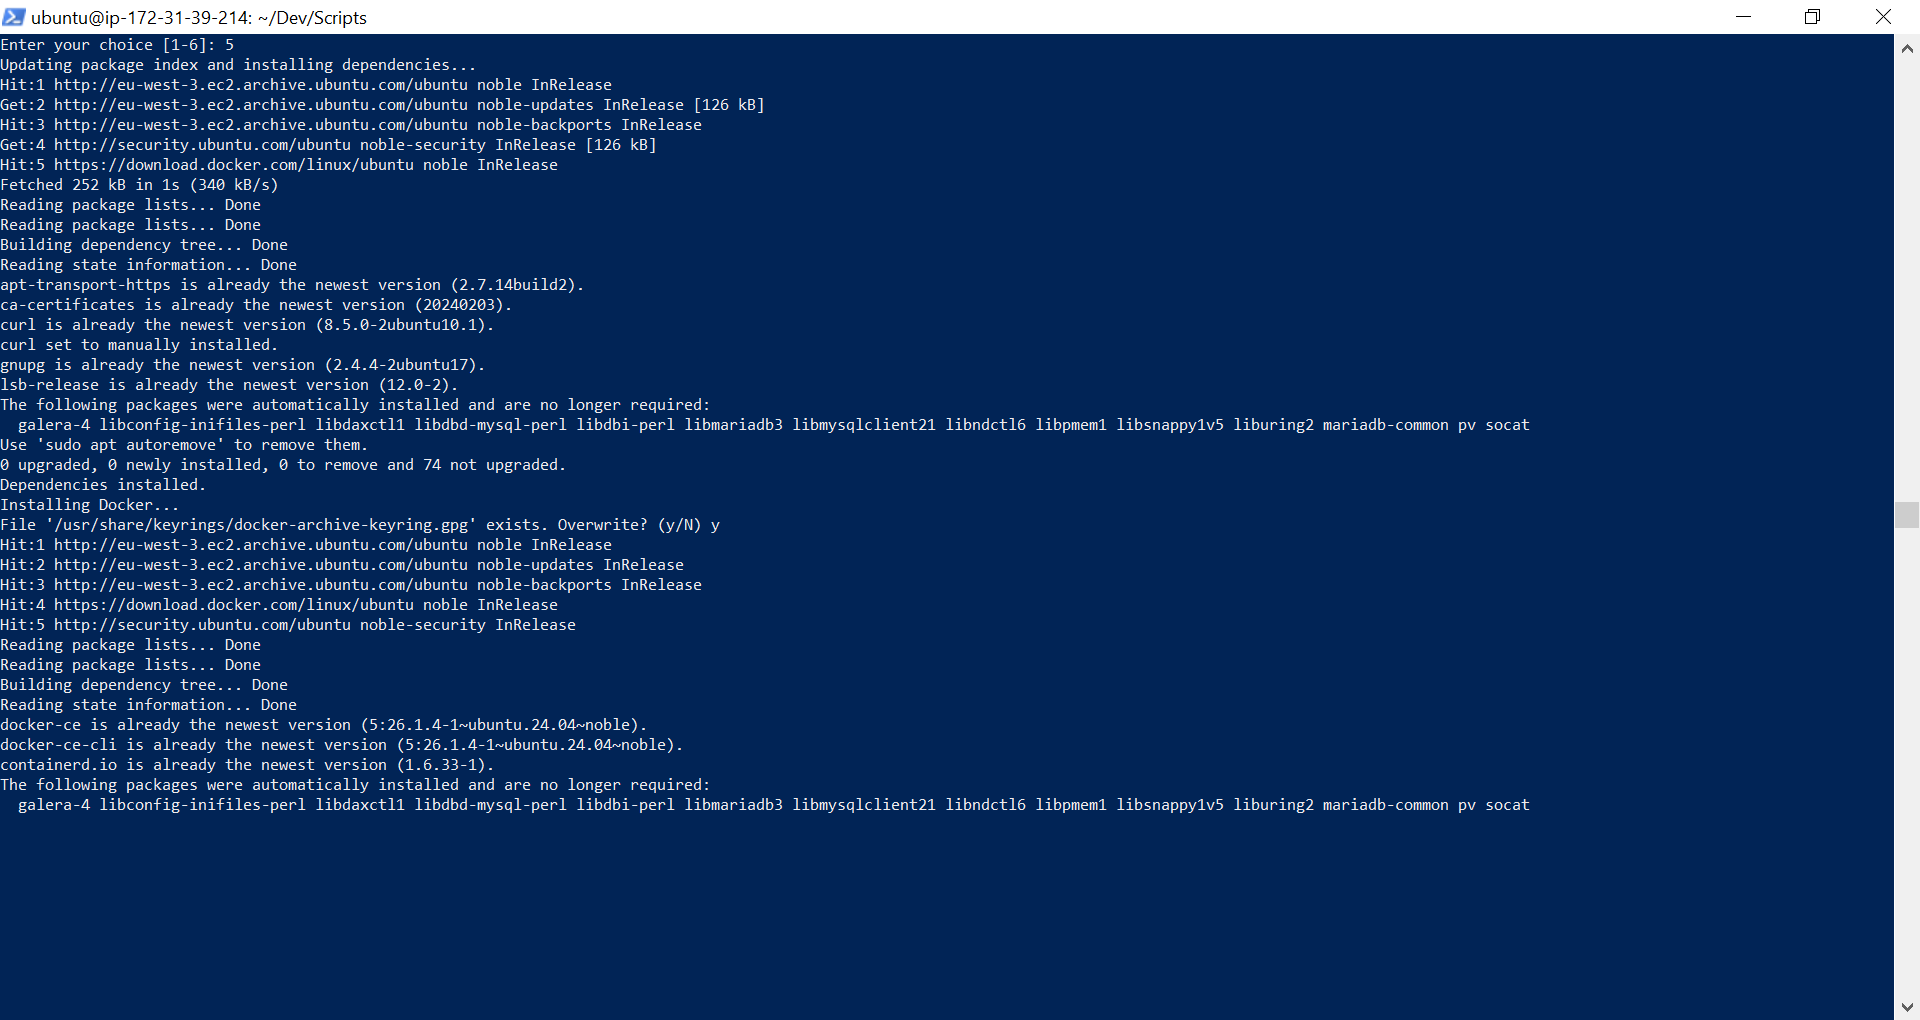 ubuntu@ip-172-31-39-214: ~/Dev/Scripts
Enter your choice [1-6]: 5
Updating package index and installing dependencies...
Hit:1 http://eu-west-3.ec2.archive.ubuntu.com/ubuntu noble InRelease
Get:2 http://eu-west-3.ec2.archive.ubuntu.com/ubuntu noble-updates InRelease [126 kB]
Hit:3 http://eu-west-3.ec2.archive.ubuntu.com/ubuntu noble-backports InRelease
Get:4 http://security.ubuntu.com/ubuntu noble-security InRelease [126 kB]
Hit:5 https://download.docker.com/linux/ubuntu noble InRelease
Fetched 252 kB in 1s (340 kB/s)
Reading package lists... Done
Reading package lists... Done
Building dependency tree... Done
Reading state information... Done
apt-transport-https is already the newest version (2.7.14build2).
ca-certificates is already the newest version (20240203).
curl is already the newest version (8.5.0-2ubuntu10.1).
curl set to manually installed.
gnupg is already the newest version (2.4.4-2ubuntu17).
lsb-release is already the newest version (12.0-2).
The following packages were automatically installed and are no longer required:
  galera-4 libconfig-inifiles-perl libdaxctl1 libdbd-mysql-perl libdbi-perl libmariadb3 libmysqlclient21 libndctl6 libpmem1 libsnappy1v5 liburing2 mariadb-common pv socat
Use 'sudo apt autoremove' to remove them.
0 upgraded, 0 newly installed, 0 to remove and 74 not upgraded.
Dependencies installed.
Installing Docker...
File '/usr/share/keyrings/docker-archive-keyring.gpg' exists. Overwrite? (y/N) y
Hit:1 http://eu-west-3.ec2.archive.ubuntu.com/ubuntu noble InRelease
Hit:2 http://eu-west-3.ec2.archive.ubuntu.com/ubuntu noble-updates InRelease
Hit:3 http://eu-west-3.ec2.archive.ubuntu.com/ubuntu noble-backports InRelease
Hit:4 https://download.docker.com/linux/ubuntu noble InRelease
Hit:5 http://security.ubuntu.com/ubuntu noble-security InRelease
Reading package lists... Done
Reading package lists... Done
Building dependency tree... Done
Reading state information... Done
docker-ce is already the newest version (5:26.1.4-1~ubuntu.24.04~noble).
docker-ce-cli is already the newest version (5:26.1.4-1~ubuntu.24.04~noble).
containerd.io is already the newest version (1.6.33-1).
The following packages were automatically installed and are no longer required:
  galera-4 libconfig-inifiles-perl libdaxctl1 libdbd-mysql-perl libdbi-perl libmariadb3 libmysqlclient21 libndctl6 libpmem1 libsnappy1v5 liburing2 mariadb-common pv socat